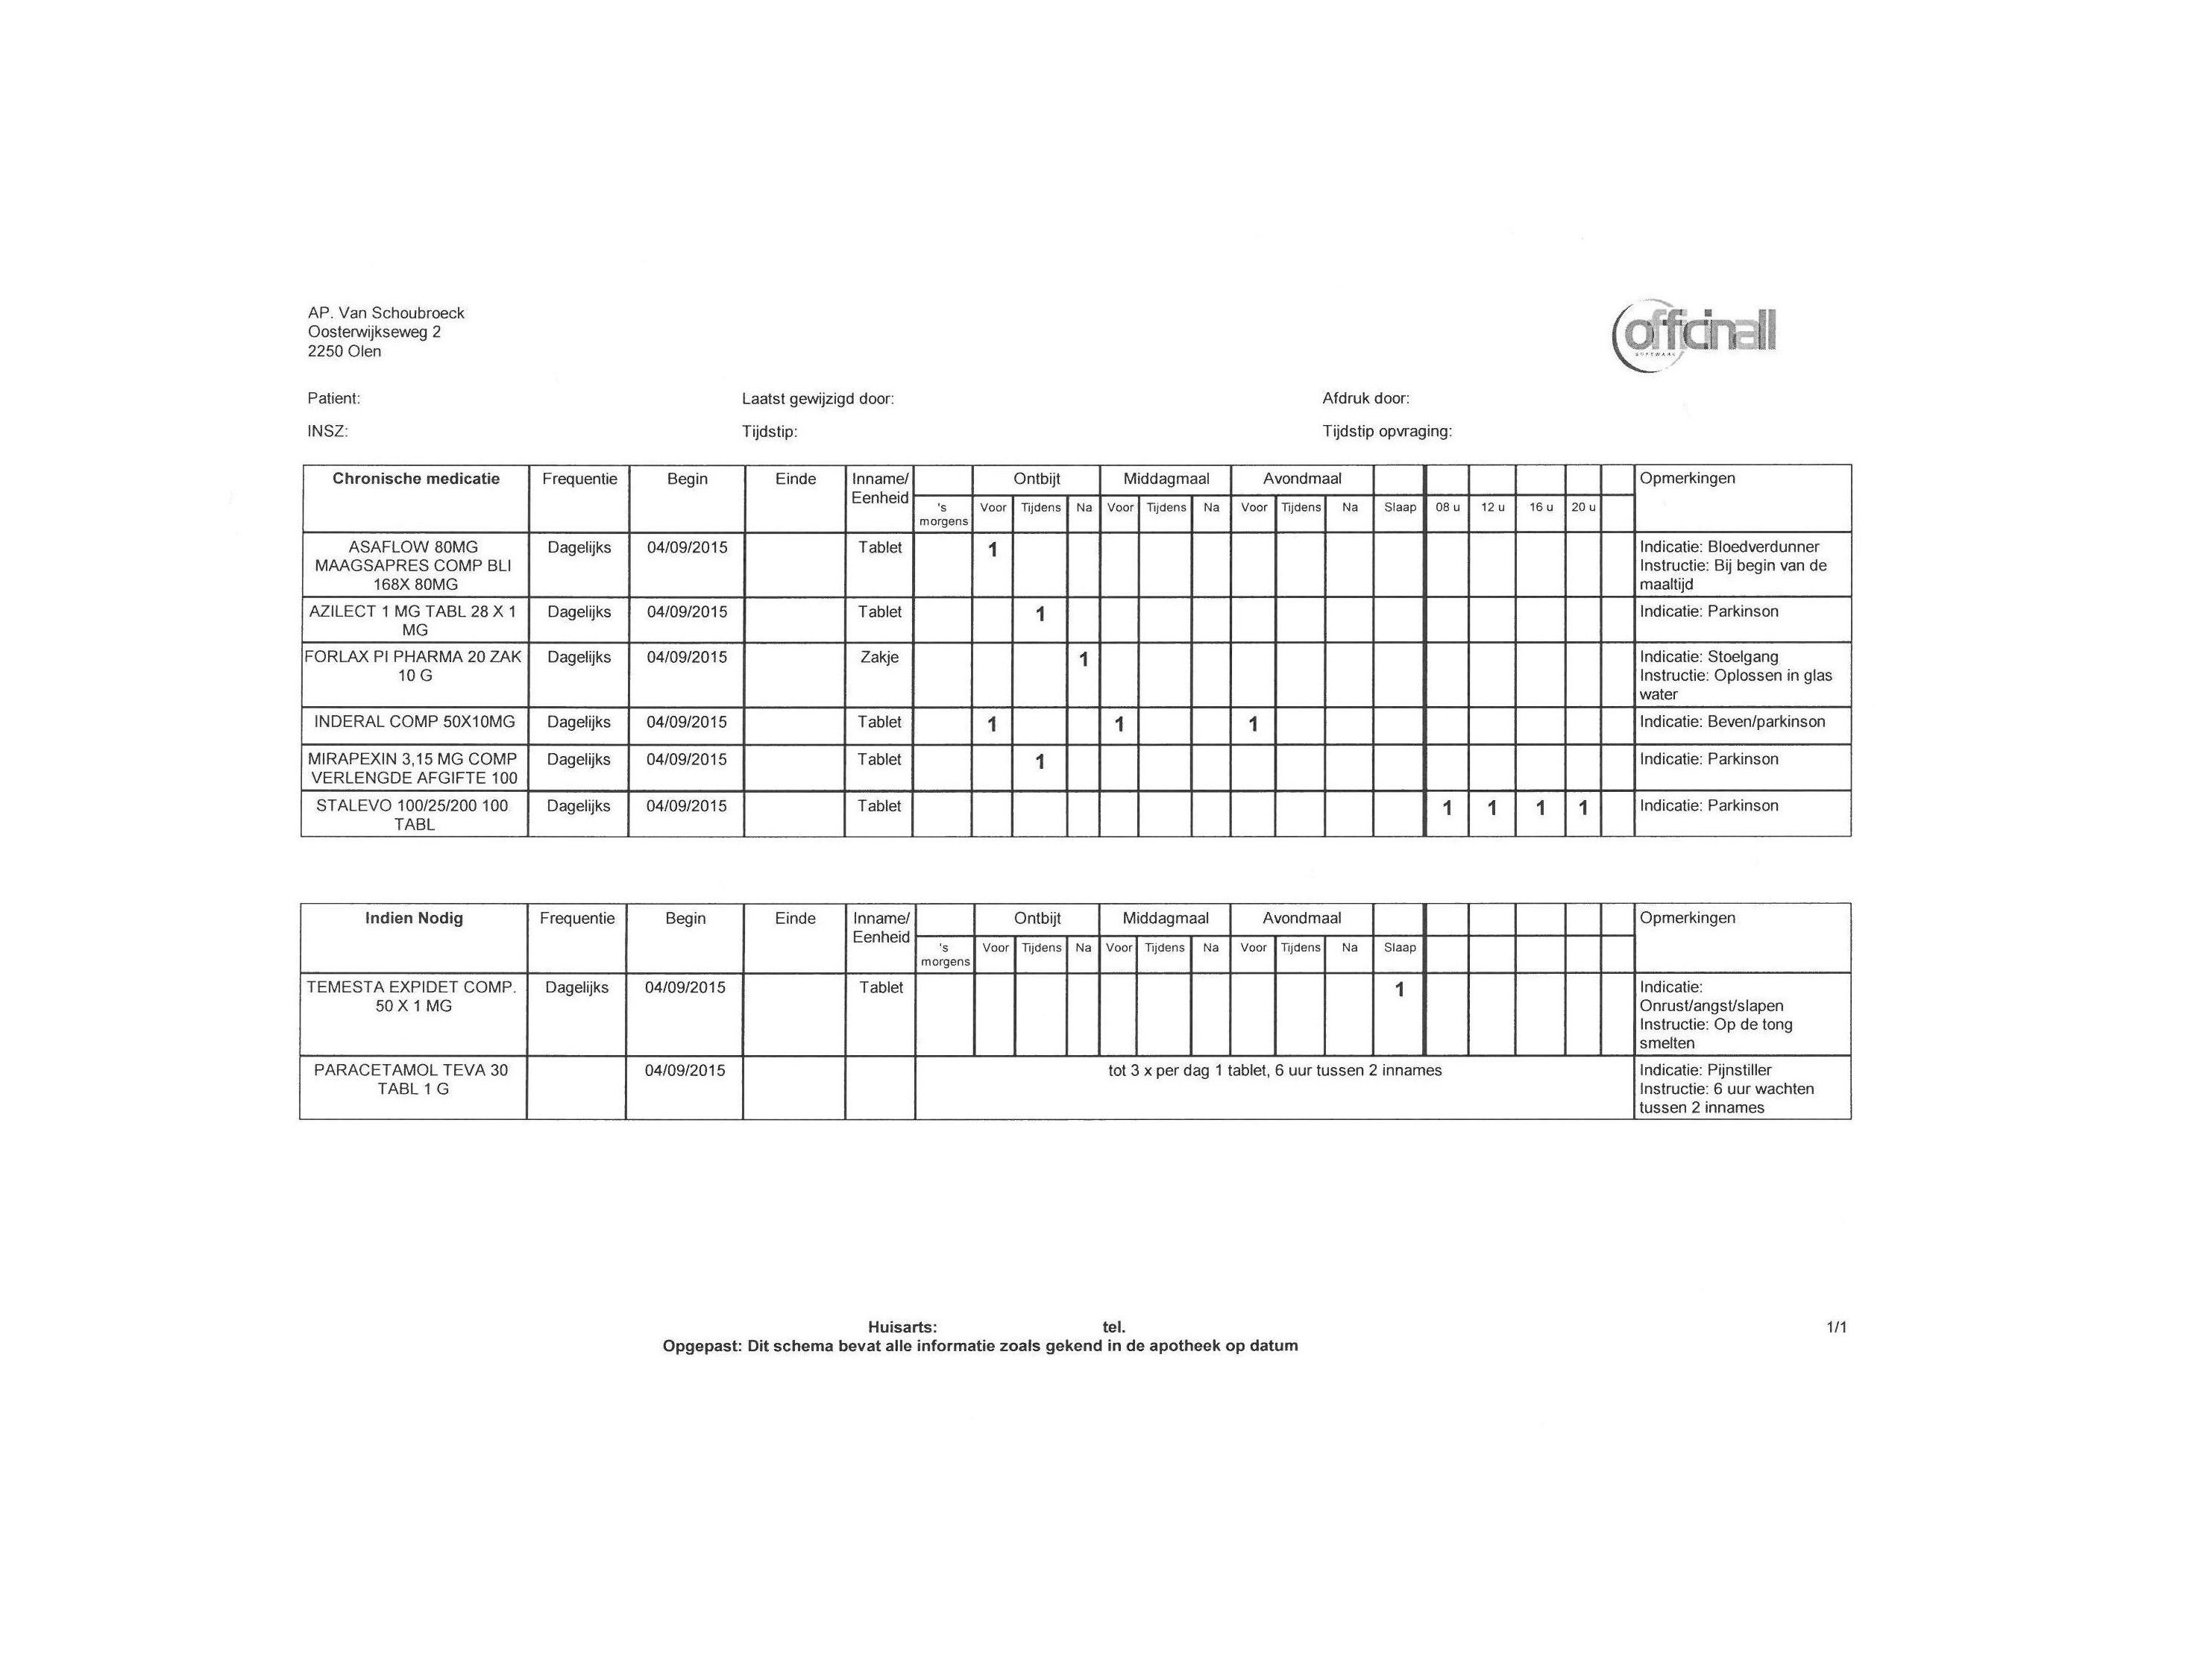 AP. Van Schoubroeck
Oosterwijkseweg 2
2250 Olen
officinall
SOFTWARE
Patient: Laatst gewijzigd door: Afdruk door:
INSZ: Tijdstip: Tijdstip opvraging:
Chronische medicatie Frequentie Begin Einde Inname/ Ontbijt Middagmaal Avondmaal Opmerkingen
Eenheid
's Voor Tijdens Na Voor Tijdens Na Voor Tijdens Na Slaap 08 u 12 u 16 u 20 u
morgens
ASAFLOW 80MG Dagelijks 04/09/2015 Tablet 1 Indicatie: Bloedverdunner
MAAGSAPRES COMP BLI Instructie: Bij begin van de
168X 80MG maaltijd
AZILECT 1 MG TABL 28 X 1 Dagelijks 04/09/2015 Tablet 1 Indicatie: Parkinson
MG
FORLAX PI PHARMA 20 ZAK Dagelijks 04/09/2015 Zakje 1 Indicatie: Stoelgang
10 G Instructie: Oplossen in glas
water
INDERAL COMP 50X10MG Dagelijks 04/09/2015 Tablet 1 1 1 Indicatie: Beven/parkinson
MIRAPEXIN 3,15 MG COMP Dagelijks 04/09/2015 Tablet 1 Indicatie: Parkinson
VERLENGDE AFGIFTE 100
STALEVO 100/25/200 100 Dagelijks 04/09/2015 Tablet 1 1 1 1 Indicatie: Parkinson
TABL
Indien Nodig Frequentie Begin Einde Inname/ Ontbijt Middagmaal Avondmaal Opmerkingen
Eenheid
's Voor Tijdens Na Voor Tijdens Na Voor Tijdens Na Slaap
morgens
TEMESTA EXPIDET COMP. Dagelijks 04/09/2015 Tablet 1 Indicatie:
50 X 1 MG Onrust/angst/slapen
Instructie: Op de tong
smelten
PARACETAMOL TEVA 30 04/09/2015 tot 3 x per dag 1 tablet, 6 uur tussen 2 innames Indicatie: Pijnstiller
TABL 1 G Instructie: 6 uur wachten
tussen 2 innames
Huisarts: tel. 1/1
Opgepast: Dit schema bevat alle informatie zoals gekend in de apotheek op datum